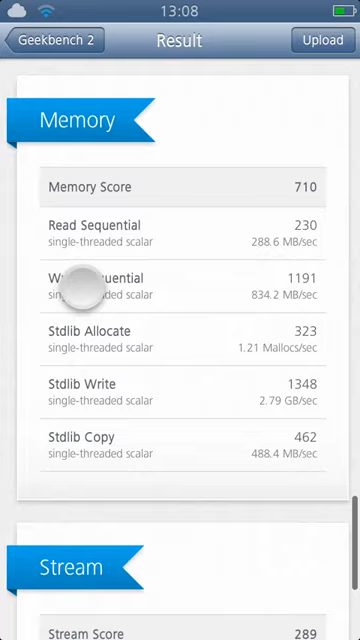 13:08
Geekbench 2
Result
Upload
Memory
Memory Score 710
Read Sequential 230
single-threaded scalar 288.6 MB/sec
1191
834.2 MB/sec
Stdlib Allocate 323
single-threaded scalar 1.21 Mallocs/sec
Stdlib Write 1348
single-threaded scalar 2.79 GB/sec
Stdlib Copy 462
single-threaded scalar 488.4 MB/sec
Stream
Stream Score 289